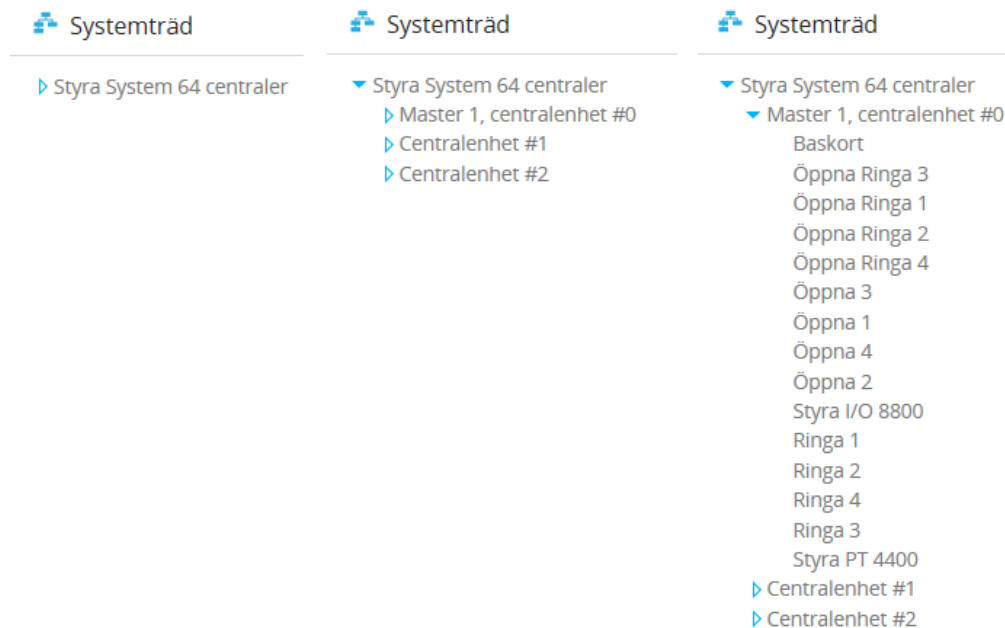 Systemträd
Styra System 64 centraler
Systemträd
Styra System 64 centraler
Master 1, centralenhet #0
Centralenhet #1
Centralenhet #2
Systemträd
Styra System 64 centraler
Master 1, centralenhet #0
Baskort
Öppna Ringa 3
Öppna Ringa 1
Öppna Ringa 2
Öppna Ringa 4
Öppna 3
Öppna 1
Öppna 4
Öppna 2
Styra I/O 8800
Ringa 1
Ringa 2
Ringa 4
Ringa 3
Styra PT 4400
Centralenhet #1
Centralenhet #2